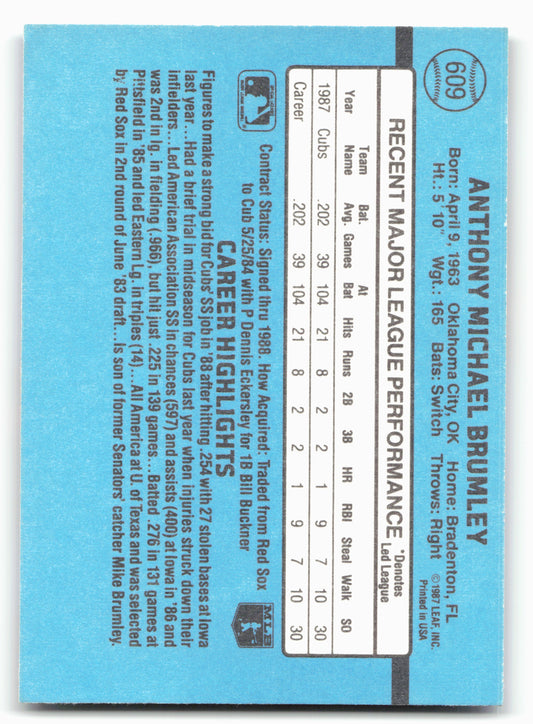 609
ANTHONY MICHAEL BRUMLEY
Born: April 9, 1963 Oklahoma City, OK Home: Bradenton, FL
Ht.: 5' 10" Wgt.: 165 Bats: Switch Throws: Right
©1987 LEAF, INC.
Printed in USA
RECENT MAJOR LEAGUE PERFORMANCE
*Denotes
Led League
Year Team Name Bat. Avg. Games At Bat Hits Runs 2B 3B HR RBI Steal Walk SO
1987 Cubs .202 39 104 21 8 2 2 1 9 7 10 30
Career .202 39 104 21 8 2 2 1 9 7 10 30
Contract Status: Signed thru 1988. How Acquired: Traded from Red Sox
to Cub 5/25/84 with P Dennis Eckersley for 1B Bill Buckner
MLB
CAREER HIGHLIGHTS
Figures to make a strong bid for Cubs' SS job in '88 after hitting .254 with 27 stolen bases at Iowa
last year...Had a brief trial in midseason for Cubs last year when injuries struck down their
infielders...Led American Association SS in chances (597) and assists (400) at Iowa in '86 and
was 2nd in lg. in fielding (.966), but hit just .225 in 139 games...Batted .276 in 131 games at
Pittsfield in '85 and led Eastern Lg. in triples (14)...All America at U. of Texas and was selected
by Red Sox in 2nd round of June '83 draft...Is son of former Senators' catcher Mike Brumley.